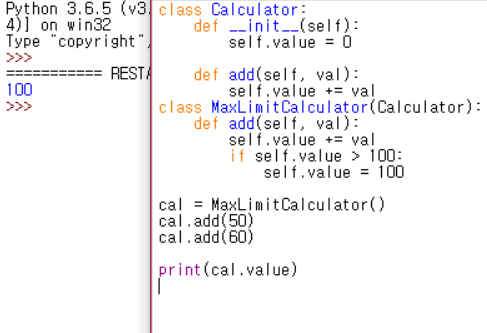 Python 3.6.5 (v3.
4)] on win32
Type "copyright",
>>>
=========== RESTA
100
>>>
class Calculator:
    def __init__(self):
        self.value = 0

    def add(self, val):
        self.value += val
class MaxLimitCalculator(Calculator):
    def add(self, val):
        self.value += val
        if self.value > 100:
            self.value = 100

cal = MaxLimitCalculator()
cal.add(50)
cal.add(60)

print(cal.value)